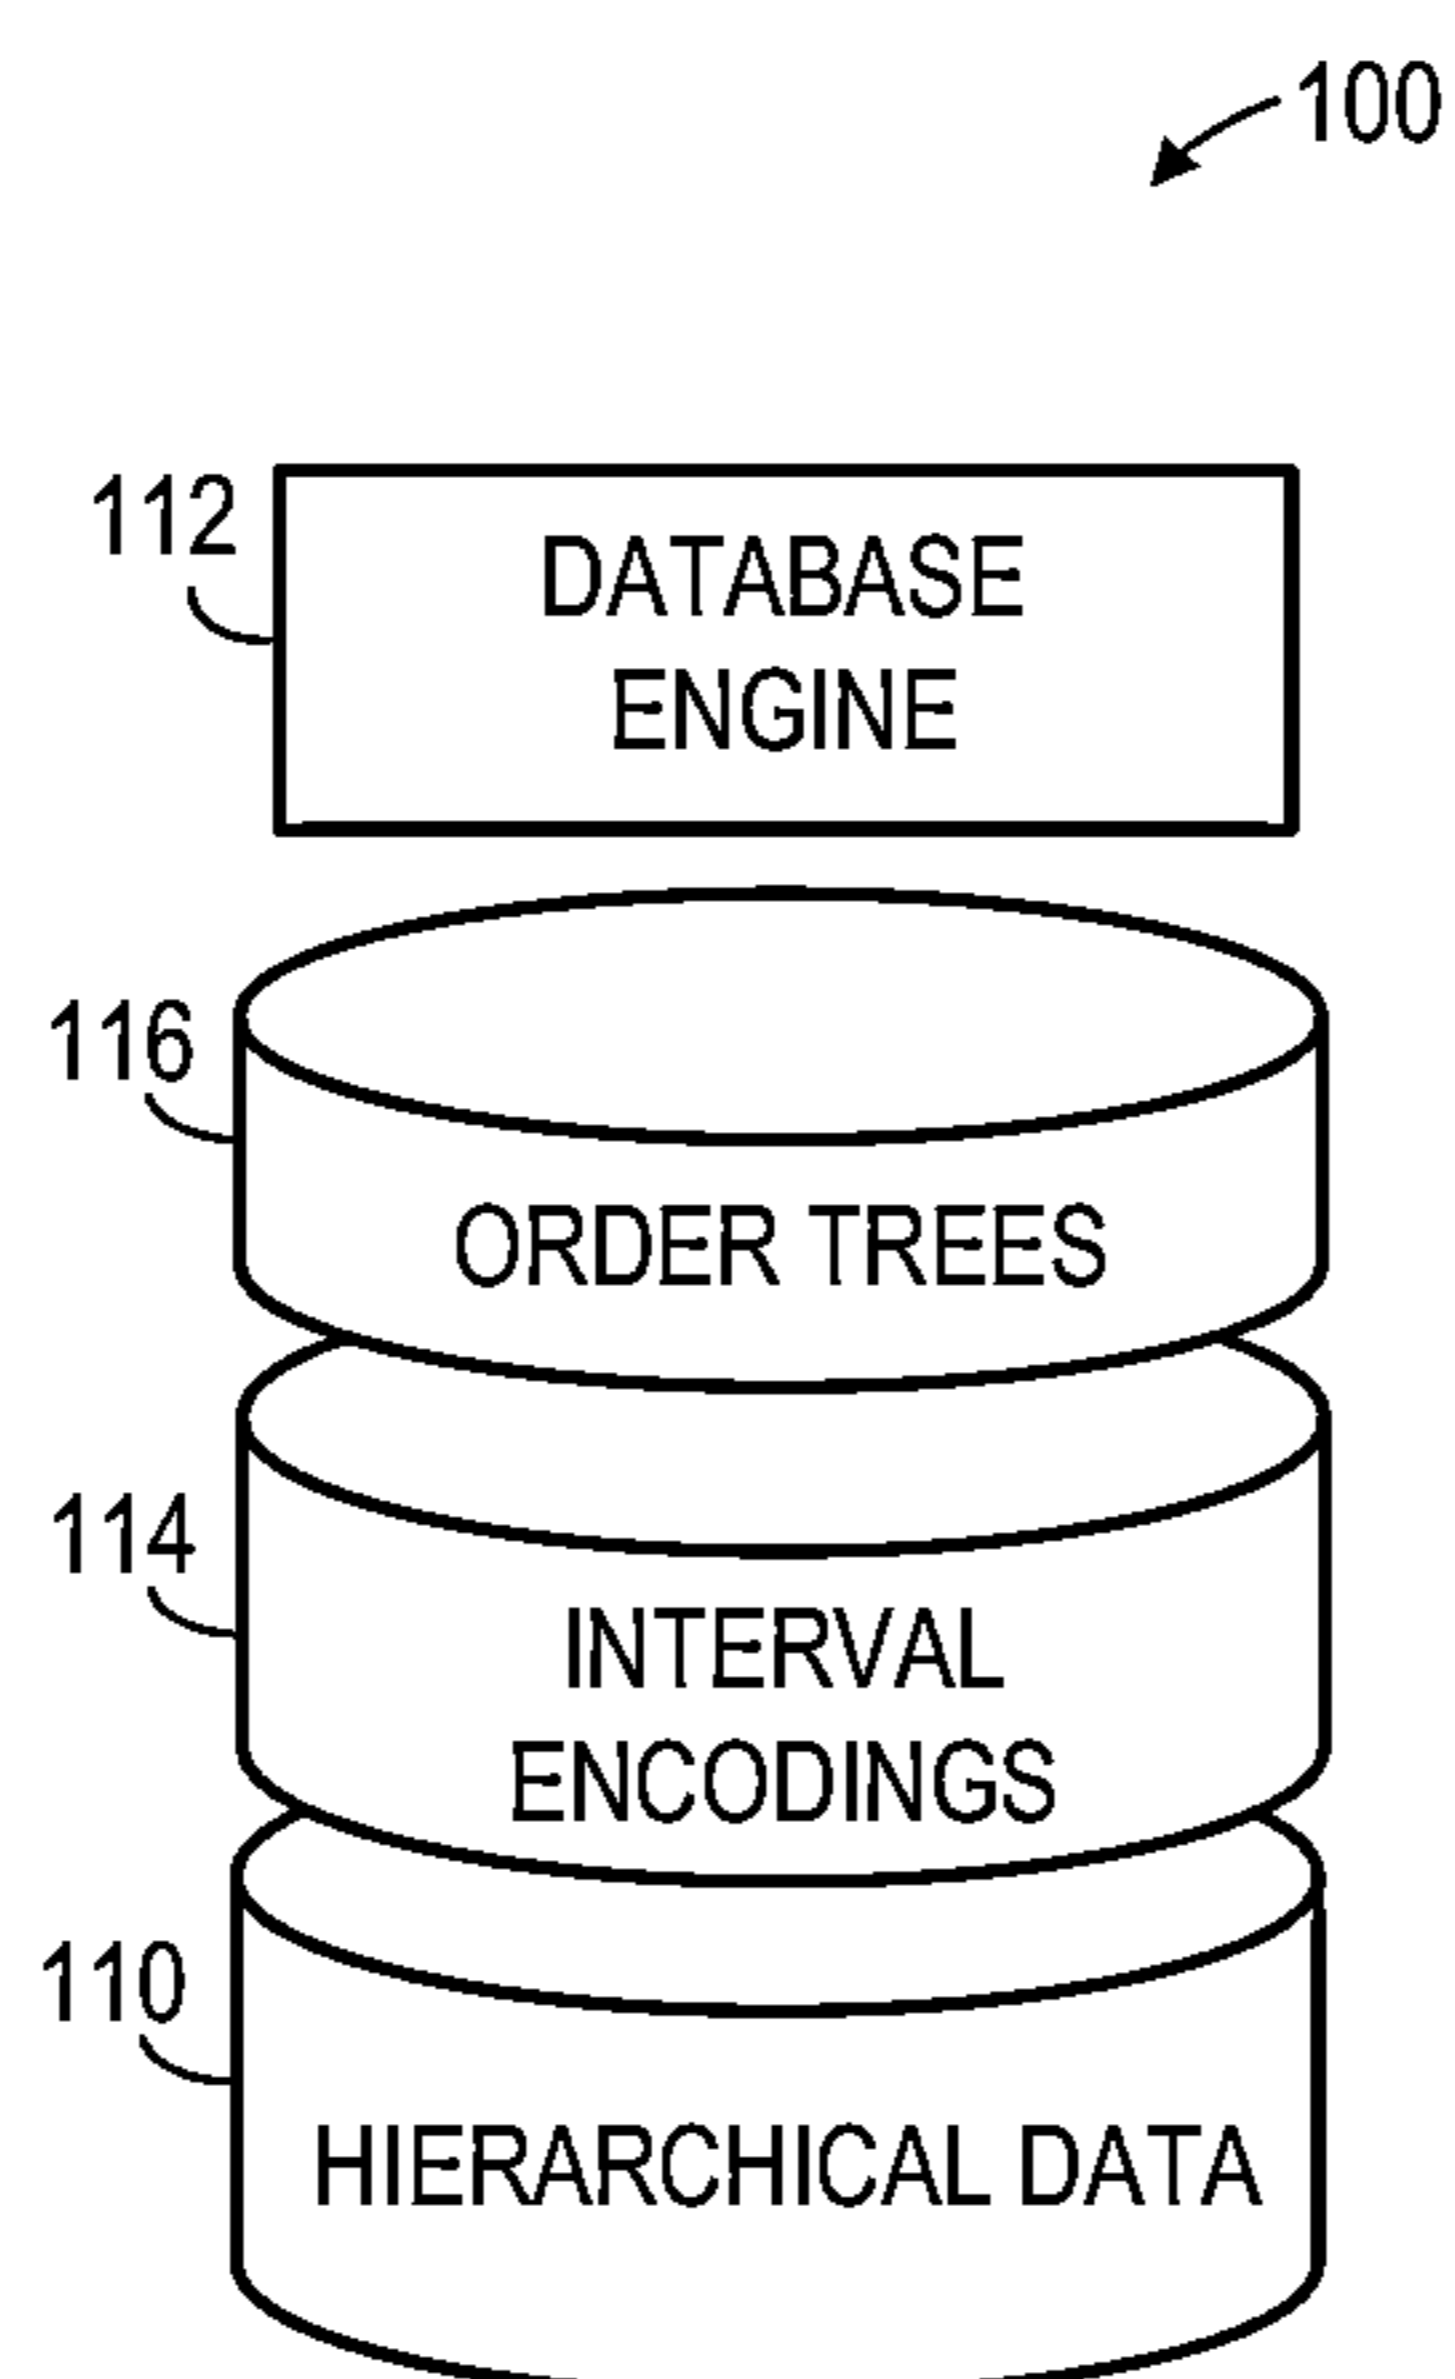 100
112
DATABASE
ENGINE
116
ORDER TREES
114
INTERVAL
ENCODINGS
110
HIERARCHICAL DATA